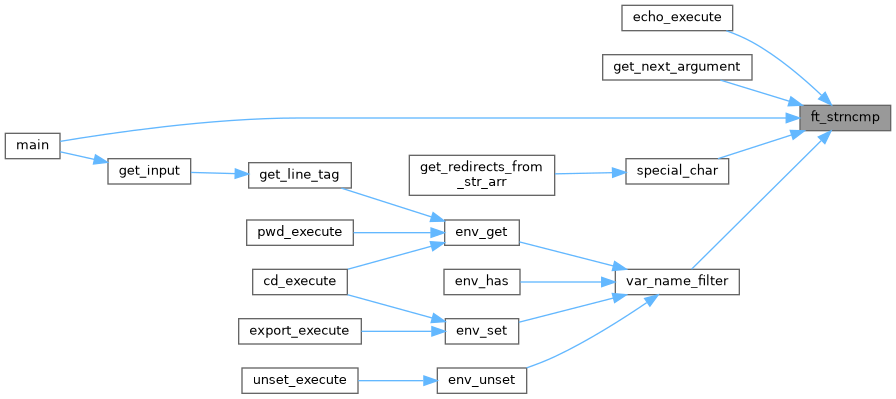 echo_execute
get_next_argument
ft_strncmp
main
get_input
get_line_tag
get_redirects_from
_str_arr
special_char
pwd_execute
env_get
cd_execute
env_has
var_name_filter
export_execute
env_set
unset_execute
env_unset